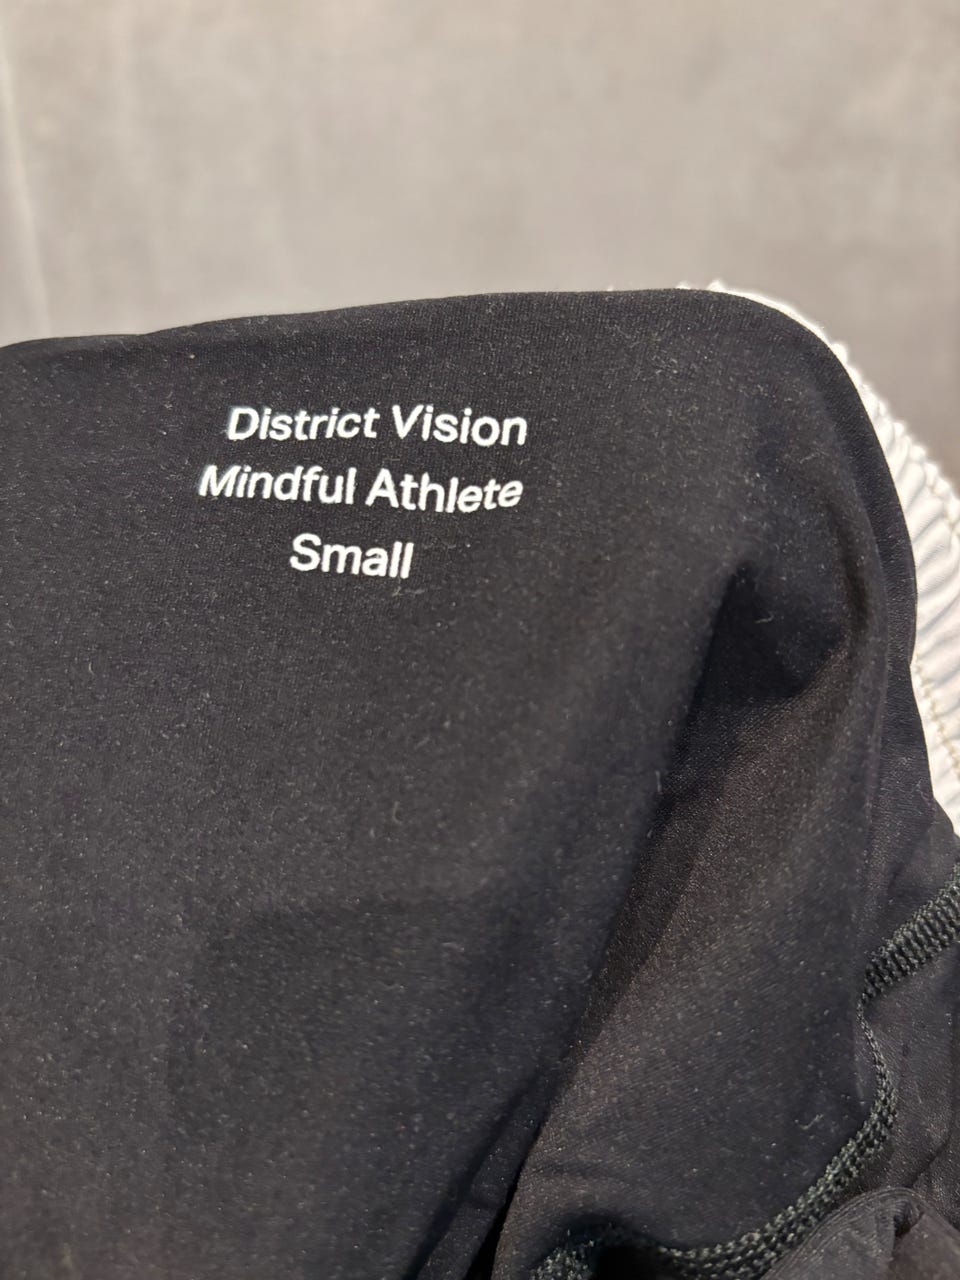 District Vision
Mindful Athlete
Small